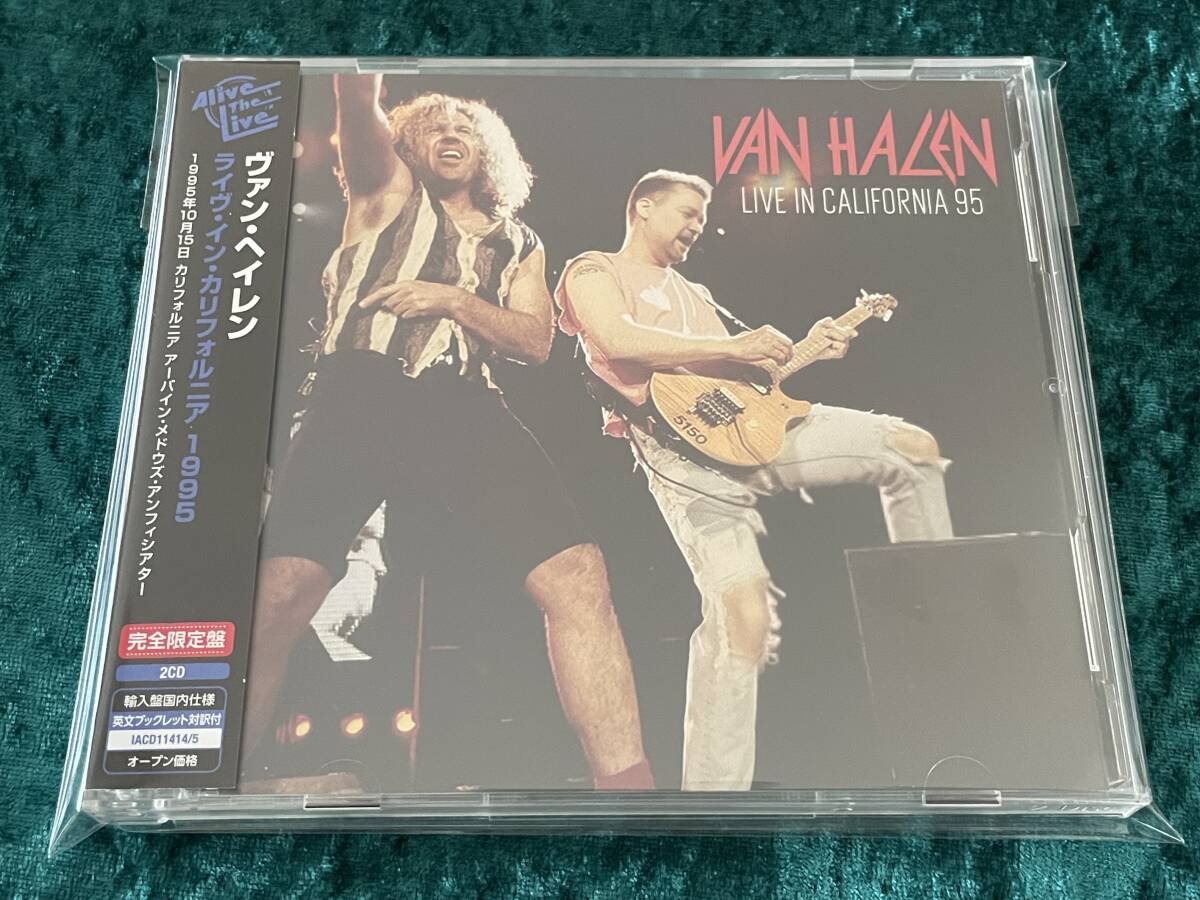 Alive
The
Live
ヴァン・ヘイレン
ライヴ・イン・カリフォルニア 1995
1995年10月15日 カリフォルニア アーバイン・メドウズ・アンフィシアター
完全限定盤
2CD
輸入盤国内仕様
英文ブックレット対訳付
IACD11414/5
オープン価格
VAN HALEN
LIVE IN CALIFORNIA 95
5150